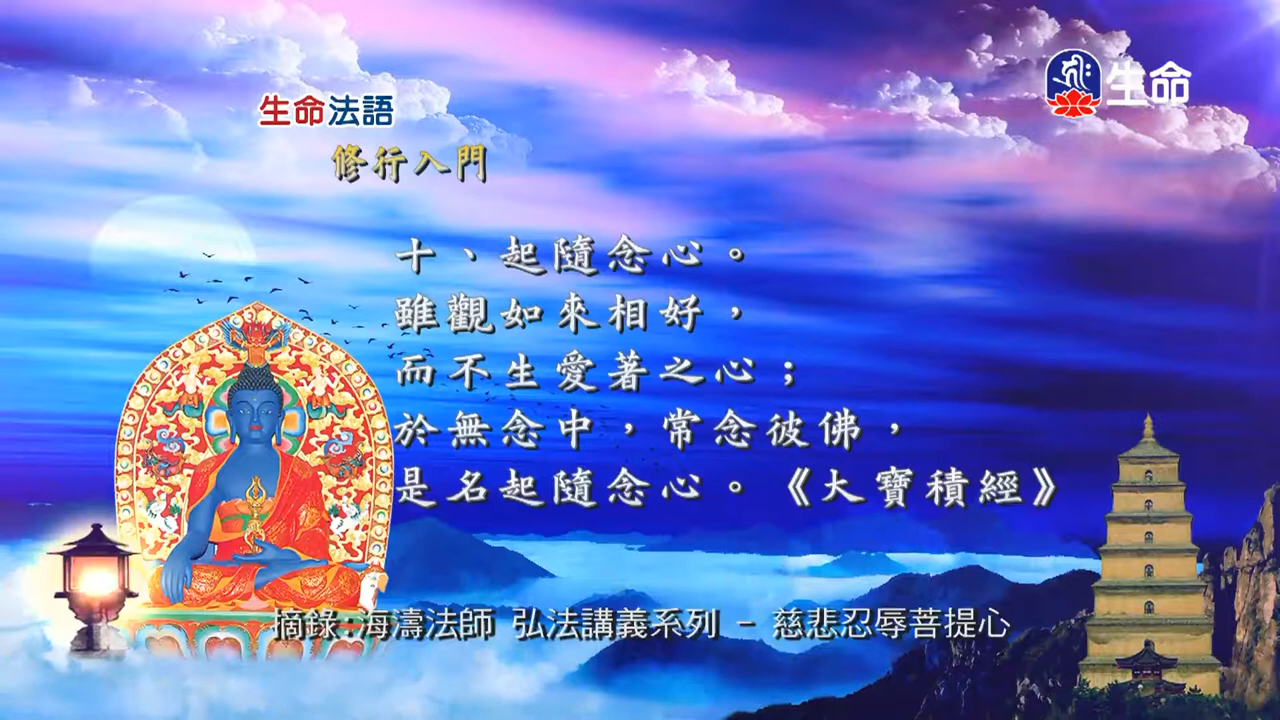 生命
生命法語
修行入門
十、起隨念心。
雖觀如來相好，
而不生愛著之心；
於無念中，常念彼佛，
是名起隨念心。《大寶積經》
摘錄:海濤法師 弘法講義系列 - 慈悲忍辱菩提心